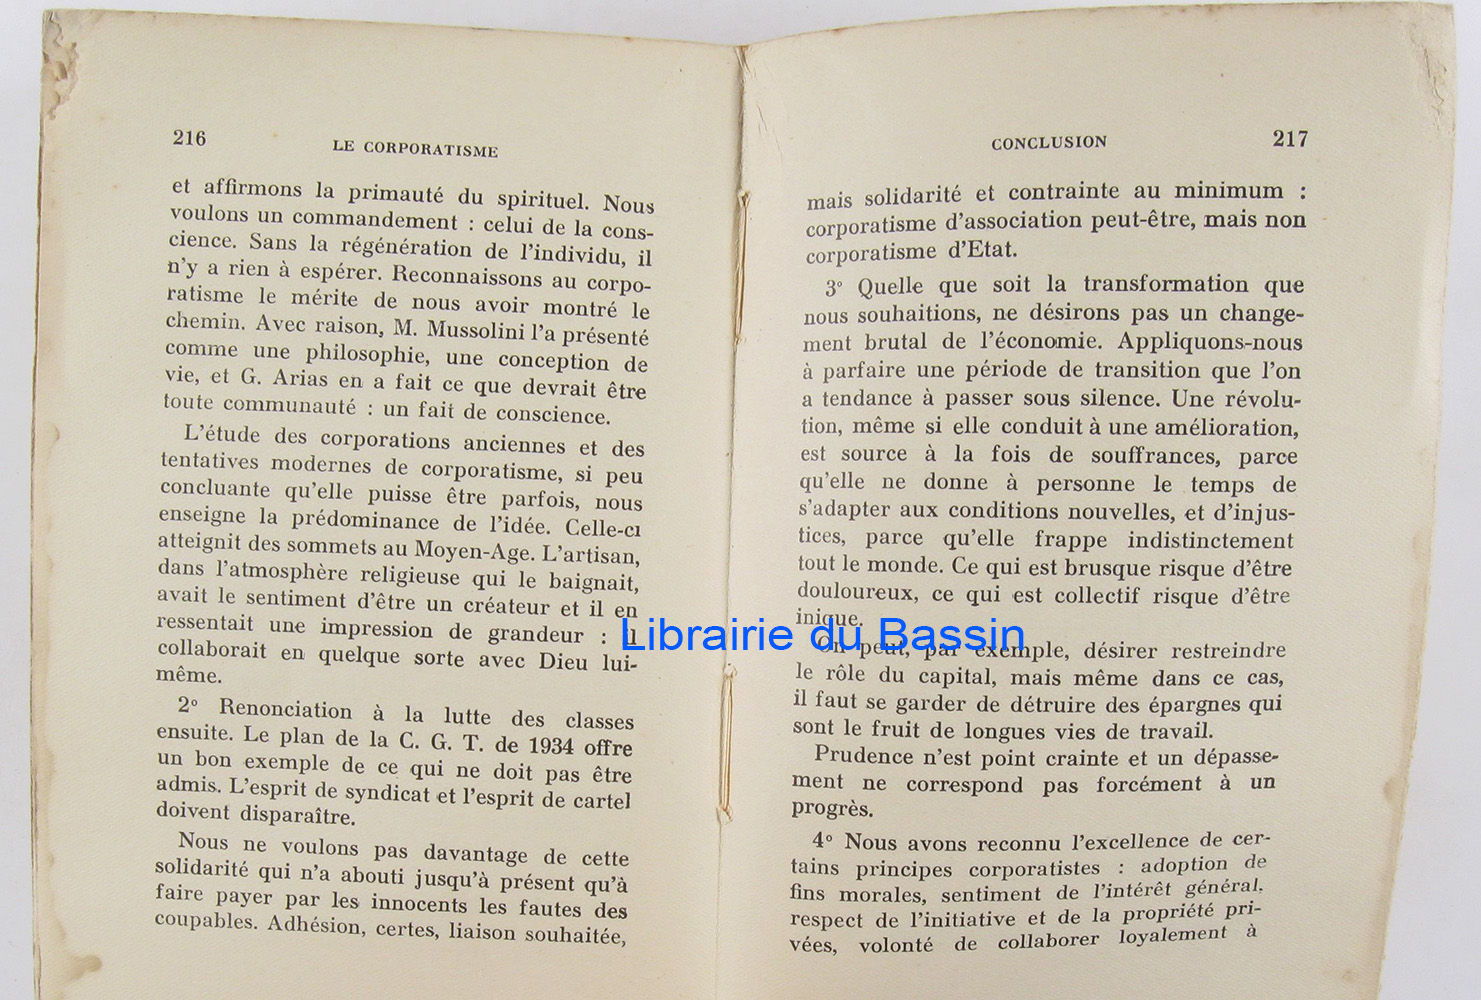 216
LE CORPORATISME
et affirmons la primauté du spirituel. Nous
voulons un commandement : celui de la cons-
cience. Sans la régénération de l'individu, il
n'y a rien à espérer. Reconnaissons au corpo-
ratisme le mérite de nous avoir montré le
chemin. Avec raison, M. Mussolini l'a présenté
comme une philosophie, une conception de
vie, et G. Arias en a fait ce que devrait être
toute communauté : un fait de conscience.
L'étude des corporations anciennes et des
tentatives modernes de corporatisme, si peu
concluante qu'elle puisse être parfois, nous
enseigne la prédominance de l'idée. Celle-ci
atteignit des sommets au Moyen-Age. L'artisan,
dans l'atmosphère religieuse qui le baignait,
avait le sentiment d'être un créateur et il en
ressentait une impression de grandeur : il
collaborait en quelque sorte avec Dieu lui-
même.
2° Renonciation à la lutte des classes
ensuite. Le plan de la C. G. T. de 1934 offre
un bon exemple de ce qui ne doit pas être
admis. L'esprit de syndicat et l'esprit de cartel
doivent disparaître.
Nous ne voulons pas davantage de cette
solidarité qui n'a abouti jusqu'à présent qu'à
faire payer par les innocents les fautes des
coupables. Adhésion, certes, liaison souhaitée,
CONCLUSION
217
mais solidarité et contrainte au minimum :
corporatisme d'association peut-être, mais non
corporatisme d'Etat.
3° Quelle que soit la transformation que
nous souhaitions, ne désirons pas un change-
ment brutal de l'économie. Appliquons-nous
à parfaire une période de transition que l'on
a tendance à passer sous silence. Une révolu-
tion, même si elle conduit à une amélioration,
est source à la fois de souffrances, parce
qu'elle ne donne à personne le temps de
s'adapter aux conditions nouvelles, et d'injus-
tices, parce qu'elle frappe indistinctement
tout le monde. Ce qui est brusque risque d'être
douloureux, ce qui est collectif risque d'être
inique.
Librairie du Bassin
On peut, par exemple, désirer restreindre
le rôle du capital, mais même dans ce cas,
il faut se garder de détruire des épargnes qui
sont le fruit de longues vies de travail.
Prudence n'est point crainte et un dépasse-
ment ne correspond pas forcément à un
progrès.
4° Nous avons reconnu l'excellence de cer-
tains principes corporatistes : adoption de
fins morales, sentiment de l'intérêt général,
respect de l'initiative et de la propriété pri-
vées, volonté de collaborer loyalement à